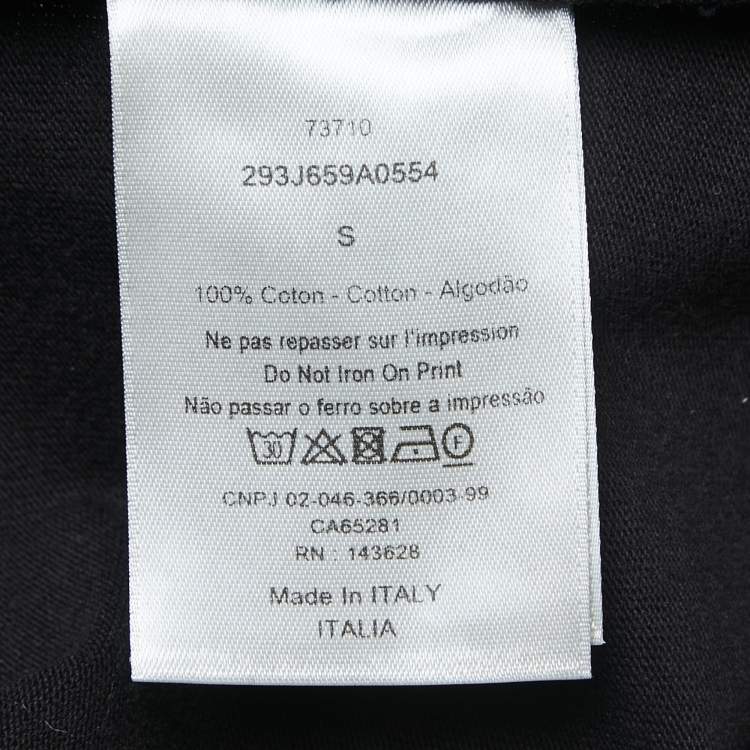 73710
293J659A0554
S
100% Coton - Cotton - Algodão
Ne pas repasser sur l'impression
Do Not Iron On Print
Não passar o ferro sobre a impressão
30 F
CNPJ 02-046-366/0003-99
CA65281
RN : 143628
Made In ITALY
ITALIA